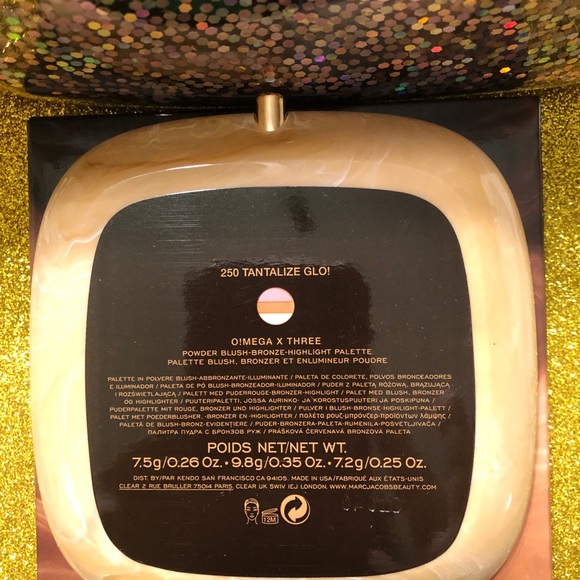 250 TANTALIZE GLO!
O!MEGA X THREE
POWDER BLUSH-BRONZE-HIGHLIGHT PALETTE
PALETTE BLUSH, BRONZER ET ENLUMINEUR POUDRE
PALETTE IN POLVERE BLUSH-ABBRONZANTE-ILLUMINANTE / PALETA DE COLORETE, POLVOS BRONCEADORES
E ILUMINADOR / PALETA DE PÓ BLUSH-BRONZEADOR-ILUMINADOR / PUDER Z PALETĄ RÓŻOWĄ, BRĄZUJĄCĄ
I ROZŚWIETLAJĄCĄ / PALETT MED PUDERROUGE-BRONZER-HIGHLIGHT / PALET MED BLUSH, BRONZER
OG HIGHLIGHTER / PUUTERIPALETTI, JOSSA AURINKO- JA KOROSTUSPUUTERI JA POSKIPUNA /
PUDERPALETTE MIT ROUGE, BRONZER UND HIGHLIGHTER / PULVER I BLUSH-BRONSE-HIGHLIGHT-PALETT /
PALET MET POEDERBLUSHER, -BRONZER EN -HIGHLIGHTER / παλέτα ρουζ-μπρόνζερ-προϊόντων λάμψης /
PALETĂ DE BLUSH-BRONZ-EVIDENȚIERE / PUDER-BRONZERA-PALETA-RUMENILA-POSVETLJIVAČA /
ПАЛИТРА ПУДРА С БРОНЗОВ РУЖ / PRÁŠKOVÁ ČERVENAVÁ BRONZOVÁ PALETA
POIDS NET/NET WT.
7.5g/0.26 Oz. • 9.8g/0.35 Oz. • 7.2g/0.25 Oz.
DIST. BY/PAR KENDO SAN FRANCISCO CA 94105. MADE IN USA/FABRIQUÉ AUX ÉTATS-UNIS
CLEAR 2 RUE BRULLER 75014 PARIS, CLEAR UK SW1V 1EJ LONDON. WWW.MARCJACOBSBEAUTY.COM
12M